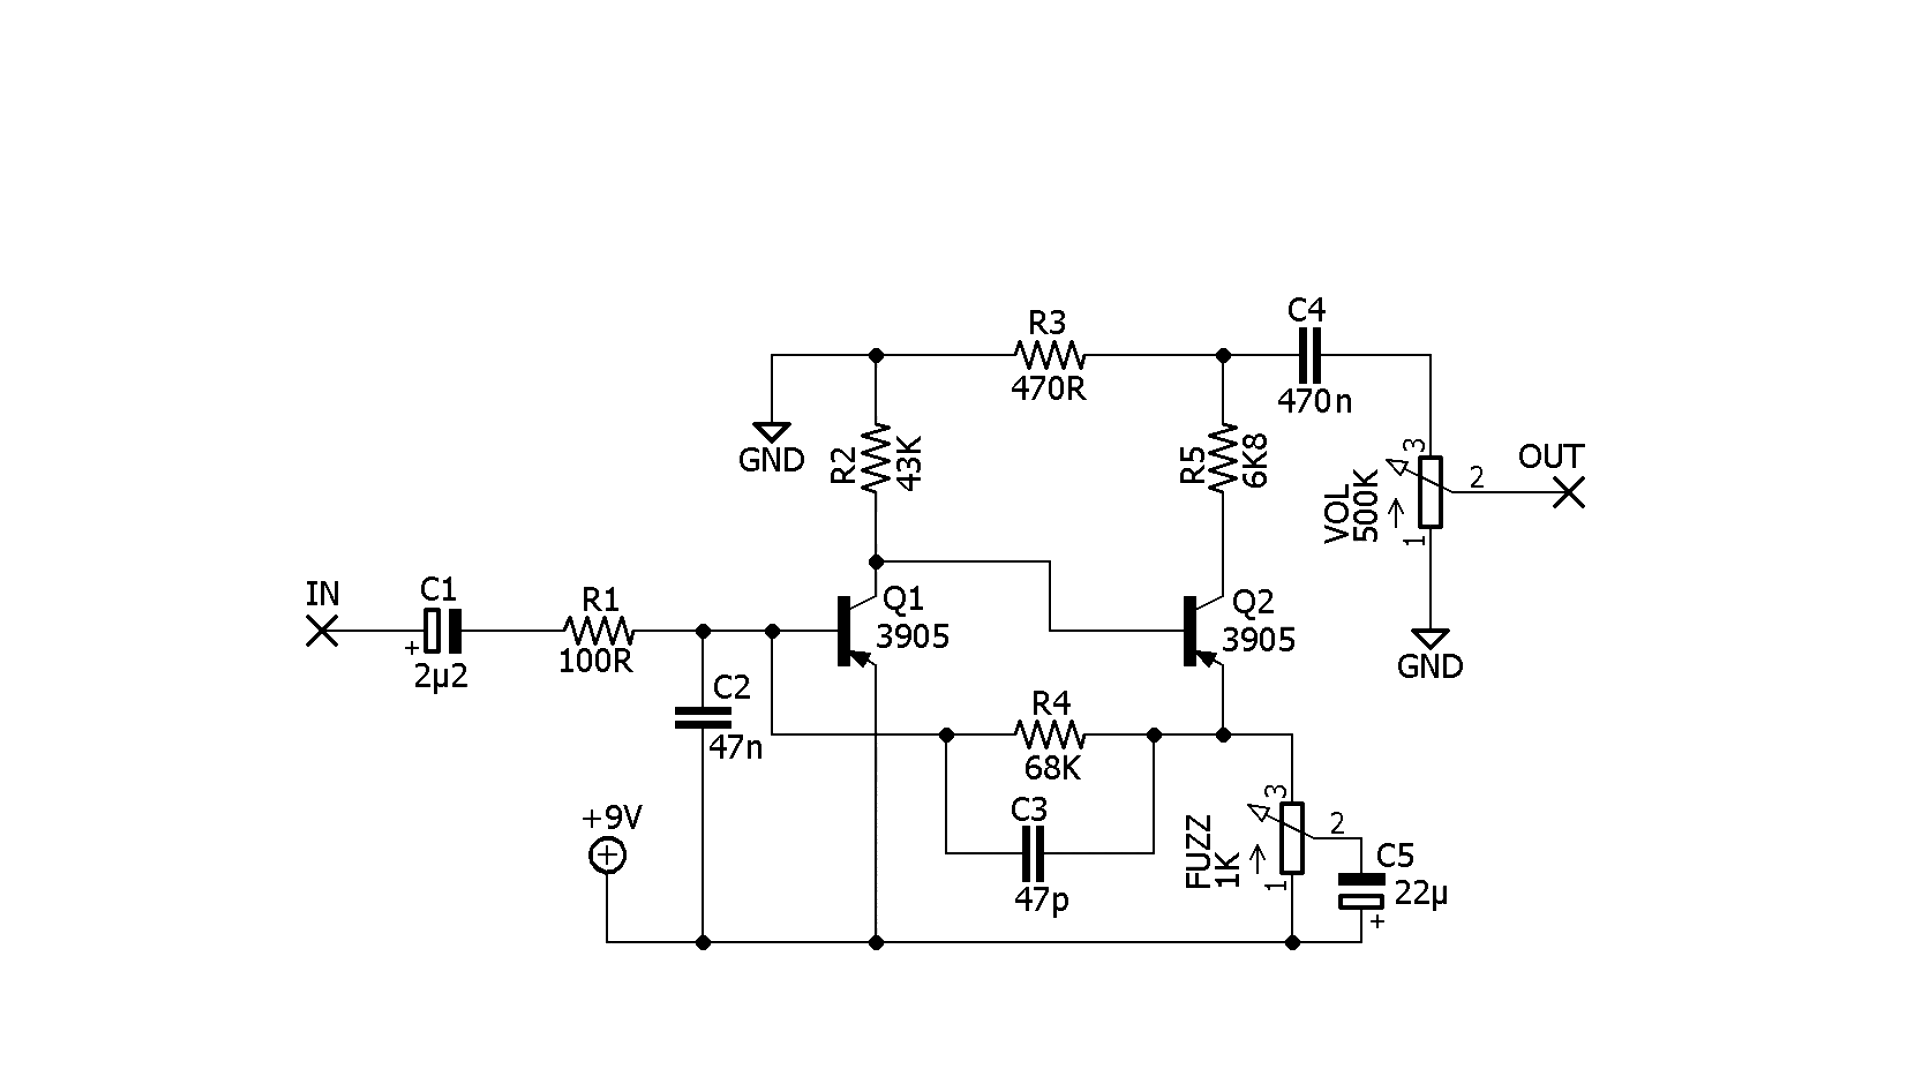 C4
R3
470R
470n
GND
R2
43K
R5
6K8
3
2
1
VOL
500K
OUT
GND
IN
C1
+
2µ2
R1
100R
Q1
3905
Q2
3905
C2
47n
R4
68K
C3
47p
+9V
+
3
2
1
FUZZ
1K
C5
22µ
+